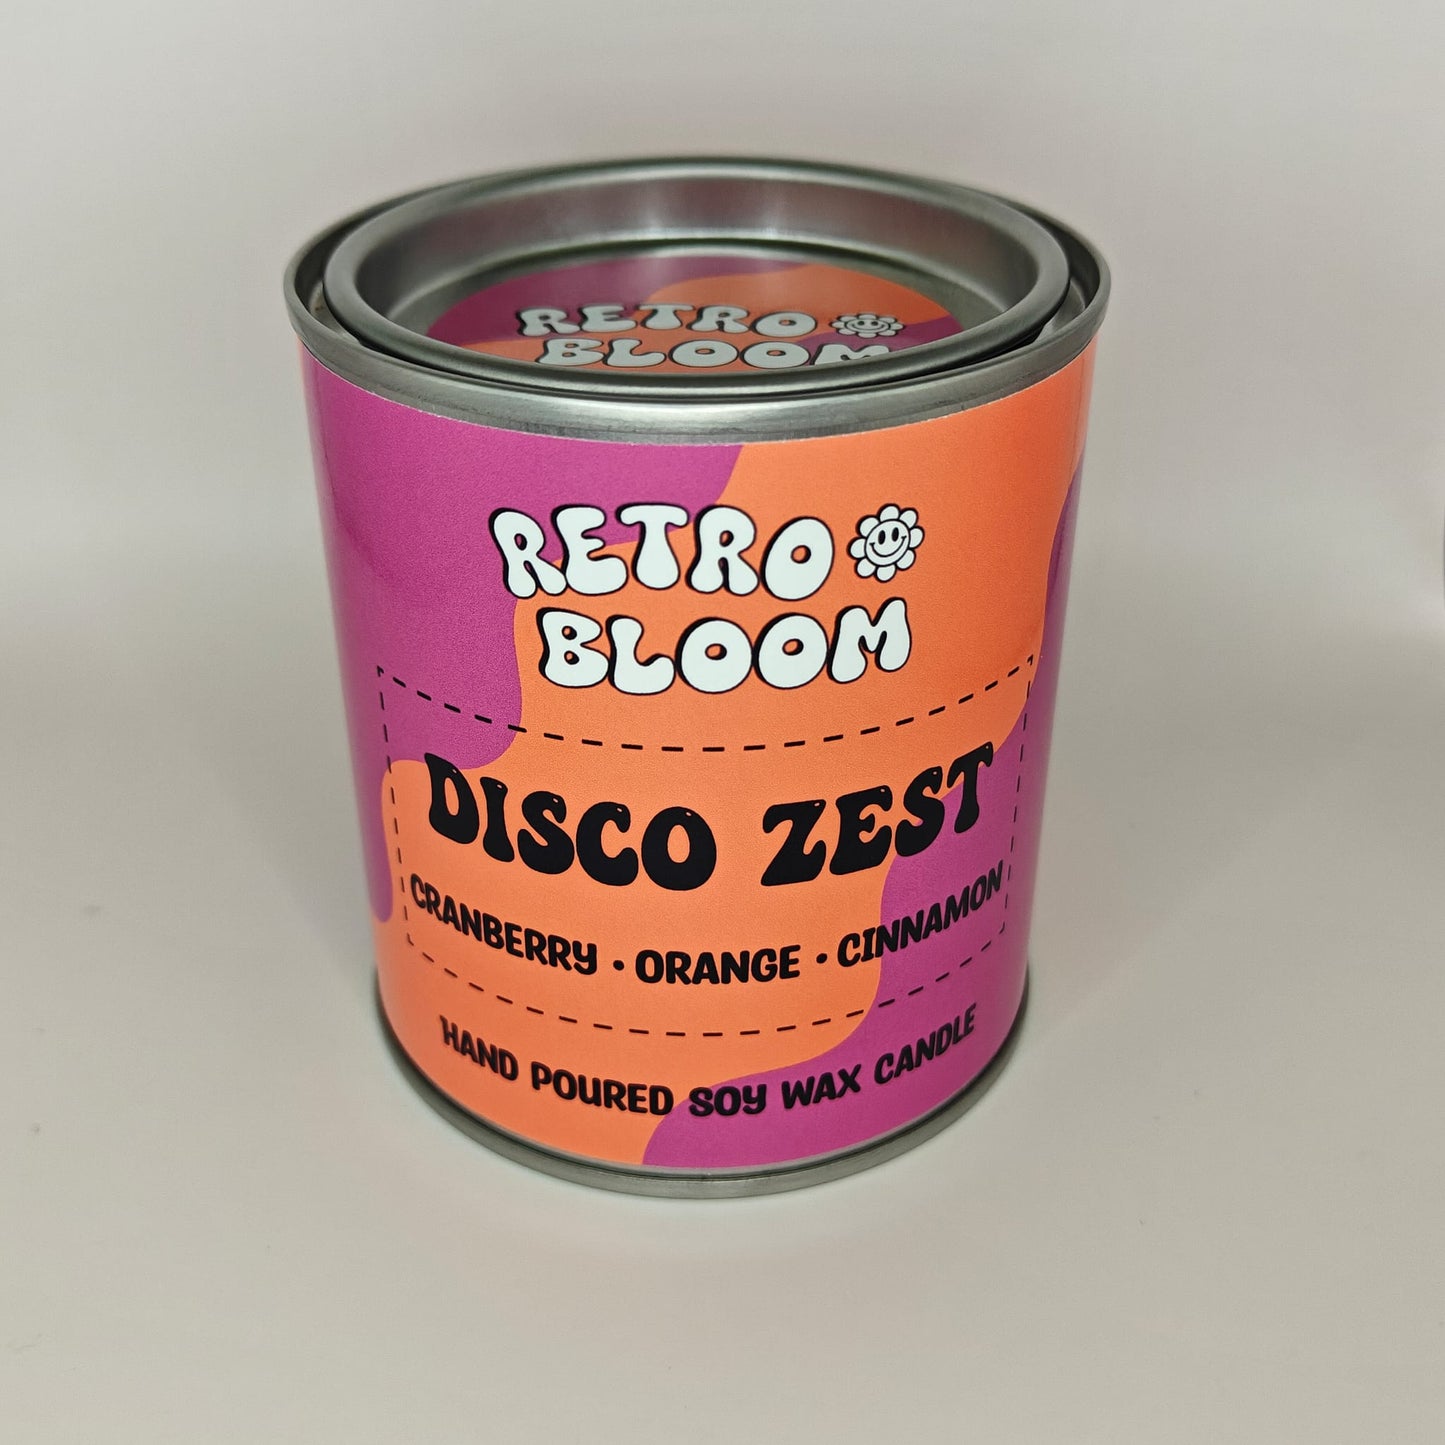 RETRO
BLOOM
RETRO
BLOOM
DISCO ZEST
CRANBERRY · ORANGE · CINNAMON
HAND POURED SOY WAX CANDLE